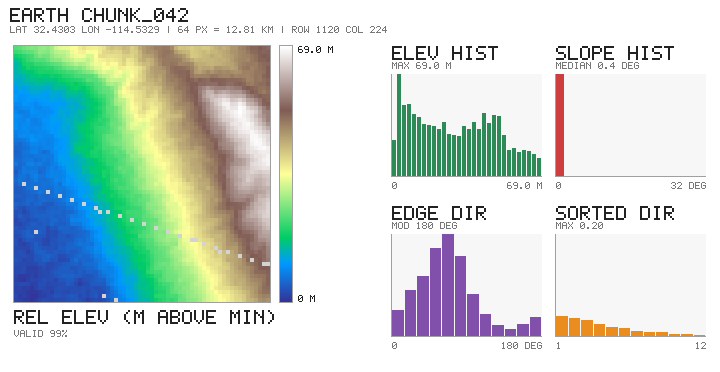 EARTH CHUNK_042
LAT 32.4303 LON -114.5329 | 64 PX = 12.81 KM | ROW 1120 COL 224
69.0 M
0 M
REL ELEV (M ABOVE MIN)
VALID 99%
ELEV HIST
MAX 69.0 M
0 69.0 M
SLOPE HIST
MEDIAN 0.4 DEG
0 32 DEG
EDGE DIR
MOD 180 DEG
0 180 DEG
SORTED DIR
MAX 0.20
1 12